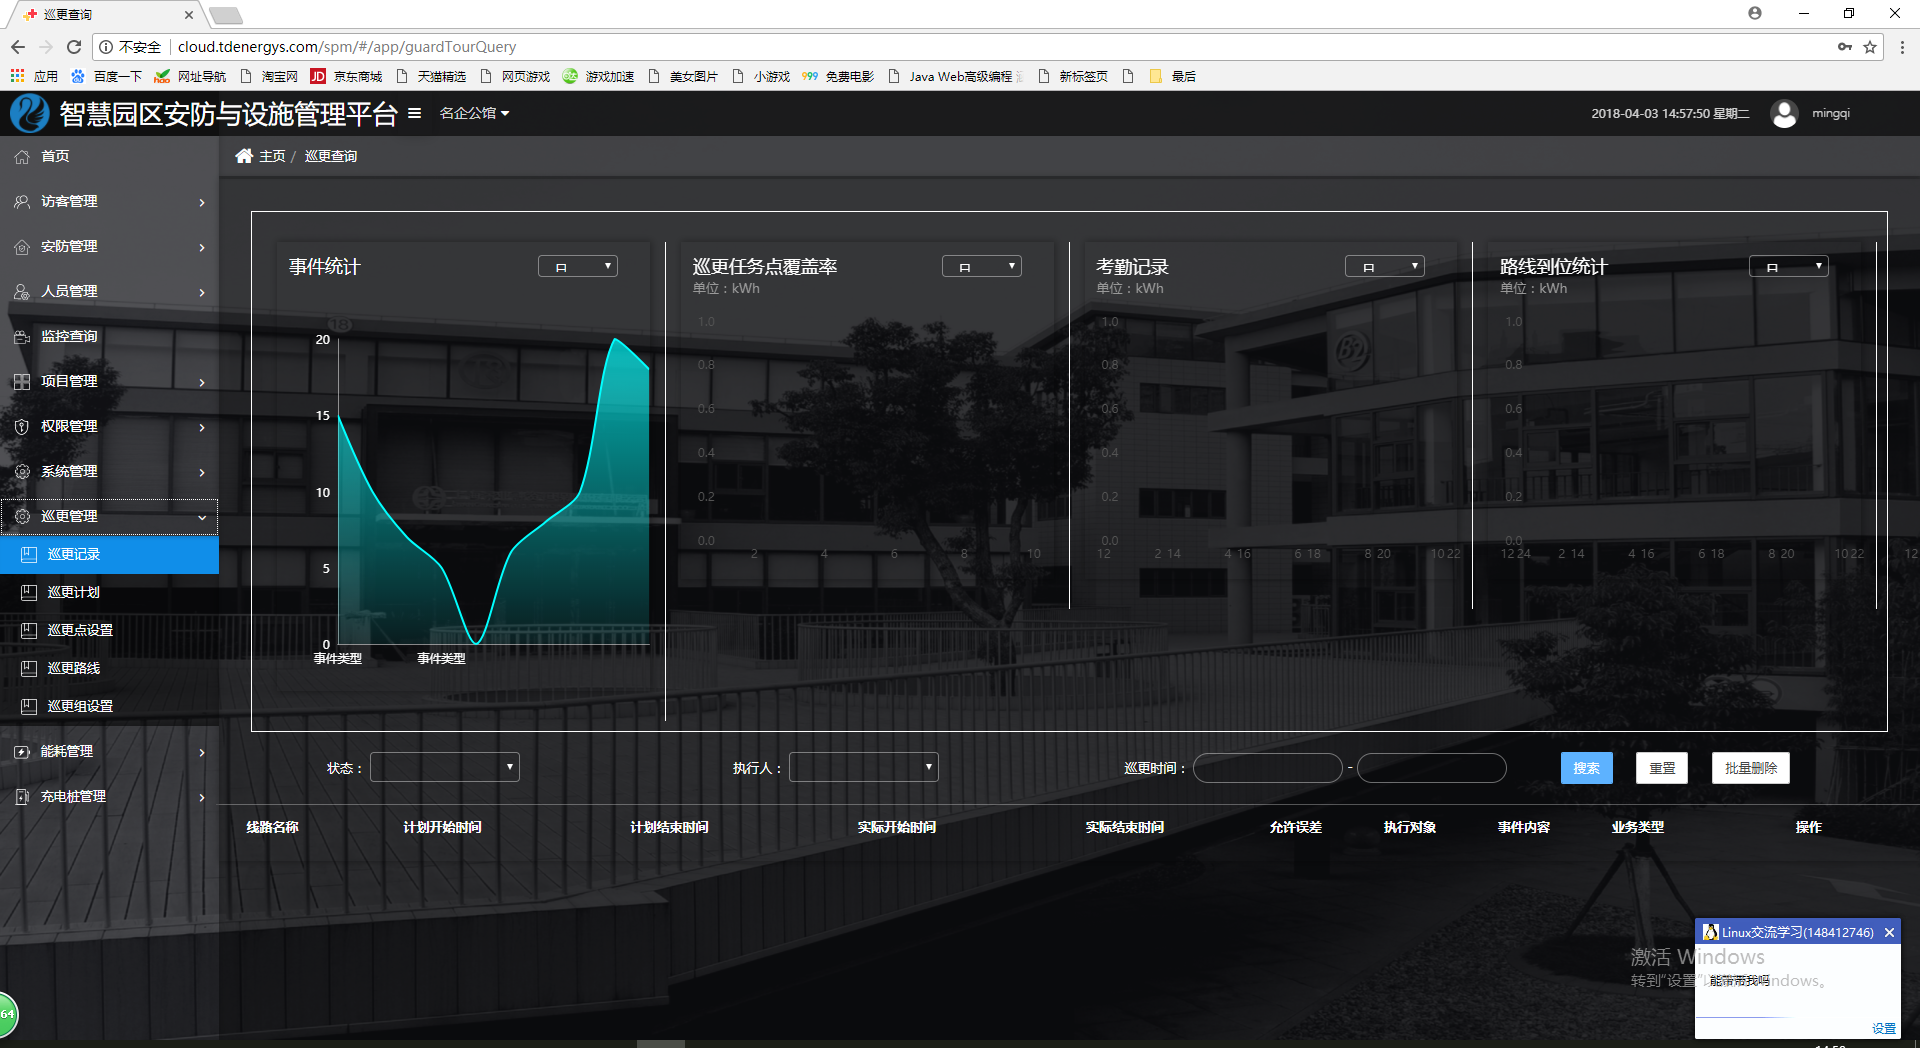 巡更查询
不安全
cloud.tdenergys.com/spm/#/app/guardTourQuery
应用
百度一下
网址导航
淘宝网
京东商城
天猫精选
网页游戏
游戏加速
美女图片
小游戏
免费电影
Java Web高级编程
新标签页
最后
智慧园区安防与设施管理平台
名企公馆
2018-04-03 14:57:50 星期二
mingqi
首页
访客管理
安防管理
人员管理
监控查询
项目管理
权限管理
系统管理
巡更管理
巡更记录
巡更计划
巡更点设置
巡更路线
巡更组设置
能耗管理
充电桩管理
主页 / 巡更查询
事件统计
20
15
10
5
0
事件类型 事件类型
巡更任务点覆盖率
单位：kWh
1.0
0.8
0.6
0.4
0.2
0.0
2 4 6 8 10 12
考勤记录
单位：kWh
1.0
0.8
0.6
0.4
0.2
0.0
2 14 4 16 6 18 8 20 10 22 12 24
路线到位统计
单位：kWh
1.0
0.8
0.6
0.4
0.2
0.0
2 14 4 16 6 18 8 20 10 22 12
状态：
执行人：
巡更时间： -
搜索
重置
批量删除
线路名称 计划开始时间 计划结束时间 实际开始时间 实际结束时间 允许误差 执行对象 事件内容 业务类型 操作
Linux交流学习(148412746)
能带带我吗
设置
激活 Windows
64